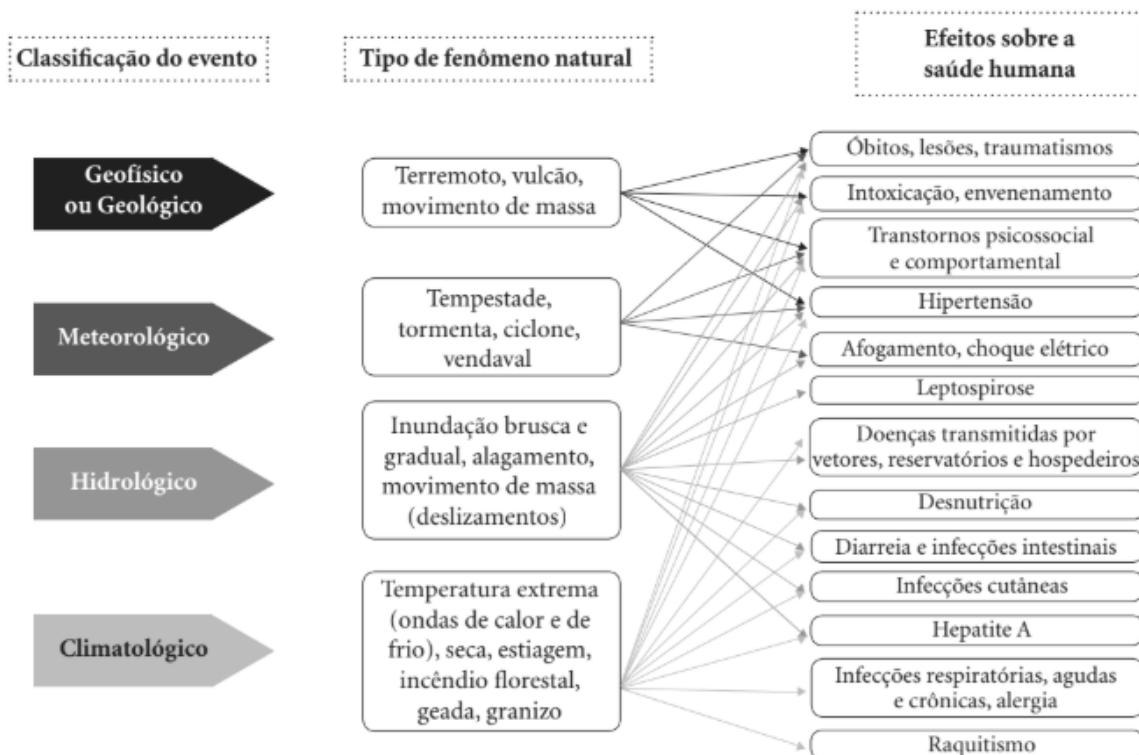 Classificação do evento
Tipo de fenômeno natural
Efeitos sobre a
saúde humana
Geofísico
ou Geológico
Terremoto, vulcão,
movimento de massa
Meteorológico
Tempestade,
tormenta, ciclone,
vendaval
Hidrológico
Inundação brusca e
gradual, alagamento,
movimento de massa
(deslizamentos)
Climatológico
Temperatura extrema
(ondas de calor e de
frio), seca, estiagem,
incêndio florestal,
geada, granizo
Óbitos, lesões, traumatismos
Intoxicação, envenenamento
Transtornos psicossocial
e comportamental
Hipertensão
Afogamento, choque elétrico
Leptospirose
Doenças transmitidas por
vetores, reservatórios e hospedeiros
Desnutrição
Diarreia e infecções intestinais
Infecções cutâneas
Hepatite A
Infecções respiratórias, agudas
e crônicas, alergia
Raquitismo